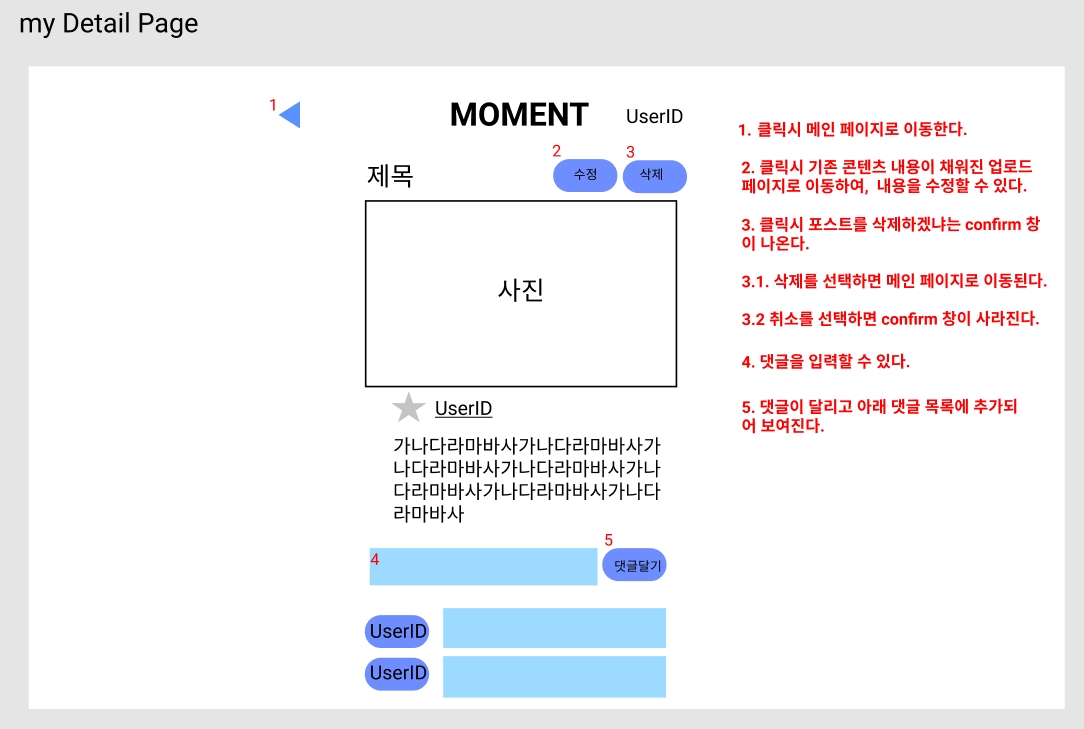 my Detail Page
1
MOMENT
UserID
제목
2
수정
3
삭제
사진
UserID
가나다라마바사가나다라마바사가
나다라마바사가나다라마바사가나
다라마바사가나다라마바사가나다
라마바사
4
5
댓글달기
UserID
UserID
1. 클릭시 메인 페이지로 이동한다.
2. 클릭시 기존 콘텐츠 내용이 채워진 업로드
페이지로 이동하여, 내용을 수정할 수 있다.
3. 클릭시 포스트를 삭제하겠냐는 confirm 창
이 나온다.
3.1. 삭제를 선택하면 메인 페이지로 이동된다.
3.2 취소를 선택하면 confirm 창이 사라진다.
4. 댓글을 입력할 수 있다.
5. 댓글이 달리고 아래 댓글 목록에 추가되
어 보여진다.